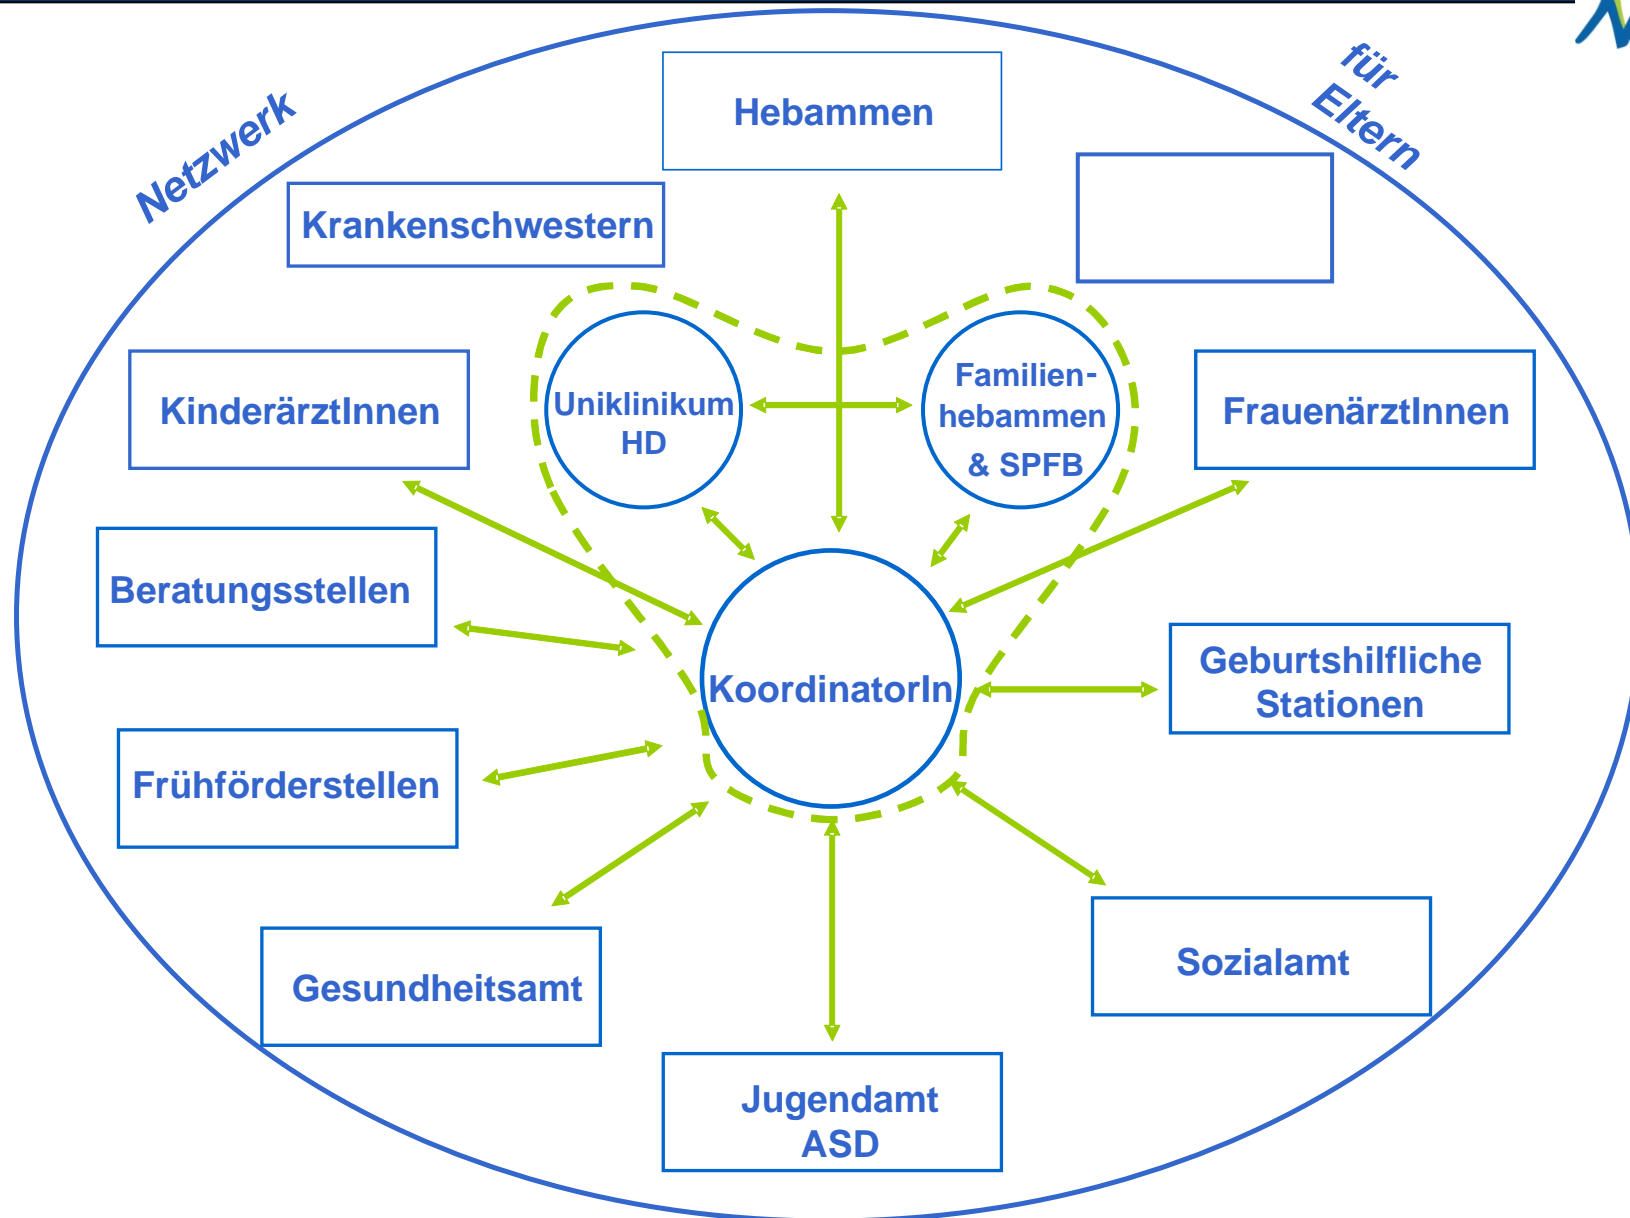 Netzwerk
für
Eltern
Hebammen
Krankenschwestern
KinderärztInnen
Uniklinikum
HD
Familien-
hebammen
& SPFB
FrauenärztInnen
Beratungsstellen
KoordinatorIn
Geburtshilfliche
Stationen
Frühförderstellen
Gesundheitsamt
Sozialamt
Jugendamt
ASD